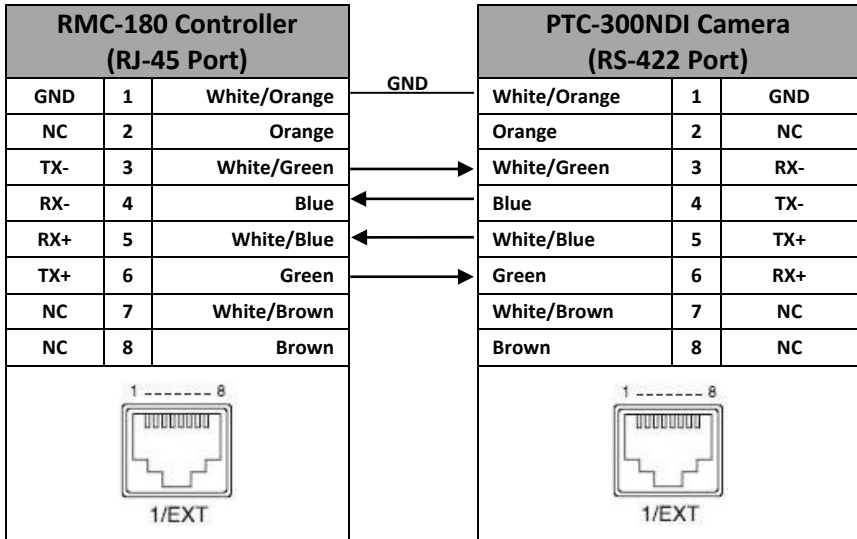 RMC-180 Controller
(RJ-45 Port)
GND 1 White/Orange
NC 2 Orange
TX- 3 White/Green
RX- 4 Blue
RX+ 5 White/Blue
TX+ 6 Green
NC 7 White/Brown
NC 8 Brown
1 -------- 8
1/EXT
GND
PTC-300NDI Camera
(RS-422 Port)
White/Orange 1 GND
Orange 2 NC
White/Green 3 RX-
Blue 4 TX-
White/Blue 5 TX+
Green 6 RX+
White/Brown 7 NC
Brown 8 NC
1 -------- 8
1/EXT